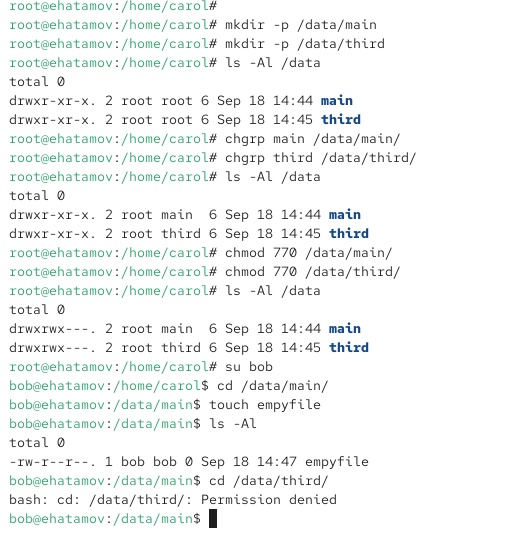 root@ehatamov:/home/carol#
root@ehatamov:/home/carol# mkdir -p /data/main
root@ehatamov:/home/carol# mkdir -p /data/third
root@ehatamov:/home/carol# ls -Al /data
total 0
drwxr-xr-x. 2 root root 6 Sep 18 14:44 main
drwxr-xr-x. 2 root root 6 Sep 18 14:45 third
root@ehatamov:/home/carol# chgrp main /data/main/
root@ehatamov:/home/carol# chgrp third /data/third/
root@ehatamov:/home/carol# ls -Al /data
total 0
drwxr-xr-x. 2 root main  6 Sep 18 14:44 main
drwxr-xr-x. 2 root third 6 Sep 18 14:45 third
root@ehatamov:/home/carol# chmod 770 /data/main/
root@ehatamov:/home/carol# chmod 770 /data/third/
root@ehatamov:/home/carol# ls -Al /data
total 0
drwxrwx---. 2 root main  6 Sep 18 14:44 main
drwxrwx---. 2 root third 6 Sep 18 14:45 third
root@ehatamov:/home/carol# su bob
bob@ehatamov:/home/carol$ cd /data/main/
bob@ehatamov:/data/main$ touch empyfile
bob@ehatamov:/data/main$ ls -Al
total 0
-rw-r--r--. 1 bob bob 0 Sep 18 14:47 empyfile
bob@ehatamov:/data/main$ cd /data/third/
bash: cd: /data/third/: Permission denied
bob@ehatamov:/data/main$